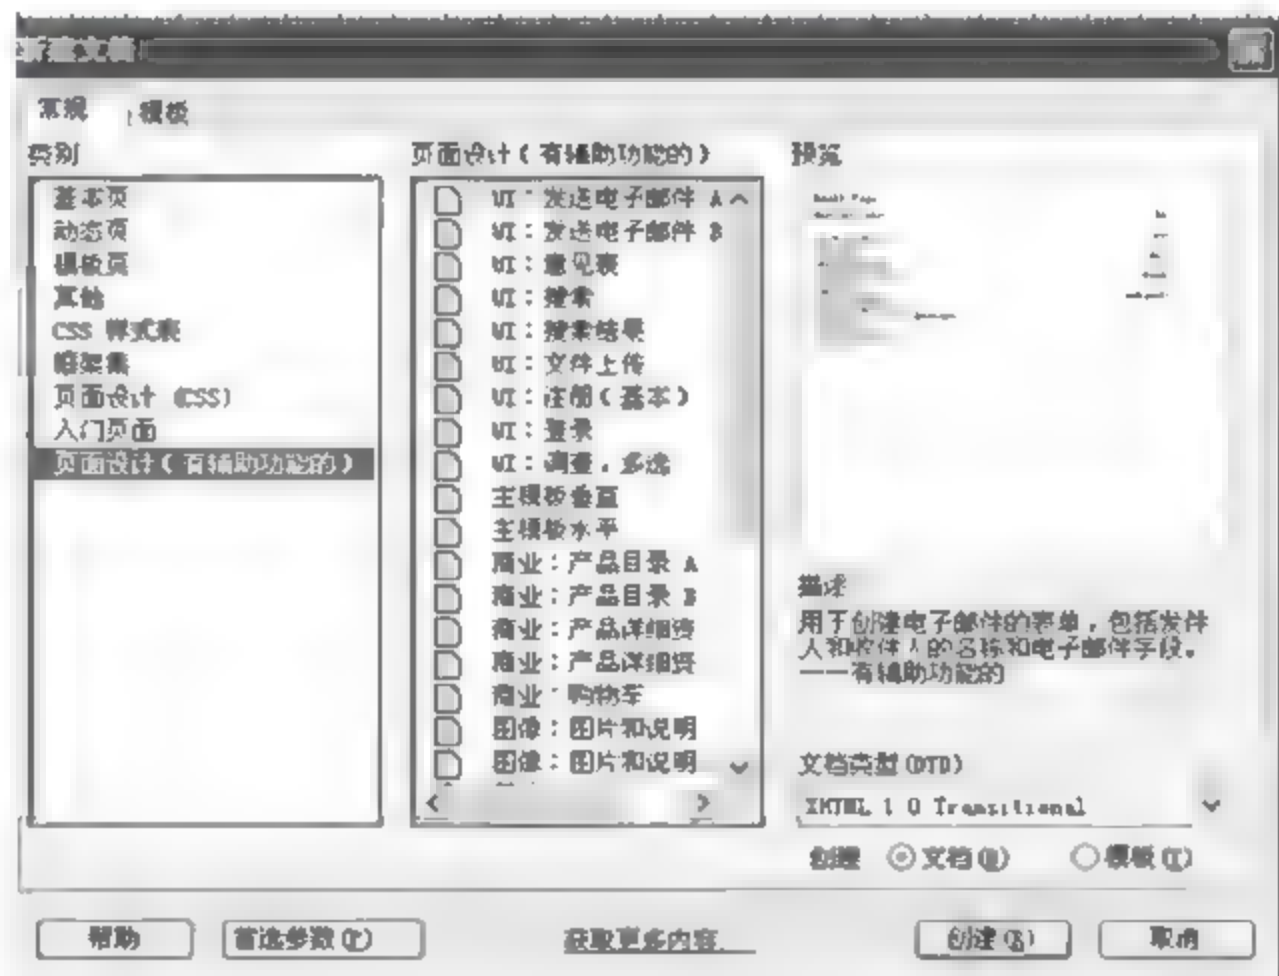 新建文档
常规 模板
类别
基本页
动态页
模板页
其他
CSS 样式表
框架集
页面设计 (CSS)
入门页面
页面设计(有辅助功能的)
页面设计(有辅助功能的)
UI:发送电子邮件 A
UI:发送电子邮件 B
UI:意见表
UI:搜索
UI:搜索结果
UI:文件上传
UI:注册(基本)
UI:登录
UI:调查,多选
主模板垂直
主模板水平
商业:产品目录 A
商业:产品目录 B
商业:产品详细资
商业:产品详细资
商业:购物车
图像:图片和说明
图像:图片和说明
预览
描述
用于创建电子邮件的表单,包括发件
人和收件人的名称和电子邮件字段。
——有辅助功能的
文档类型(DTD)
XHTML 1.0 Transitional
创建 文档 模板(T)
帮助 首选参数(P) 获取更多内容... 创建(R) 取消